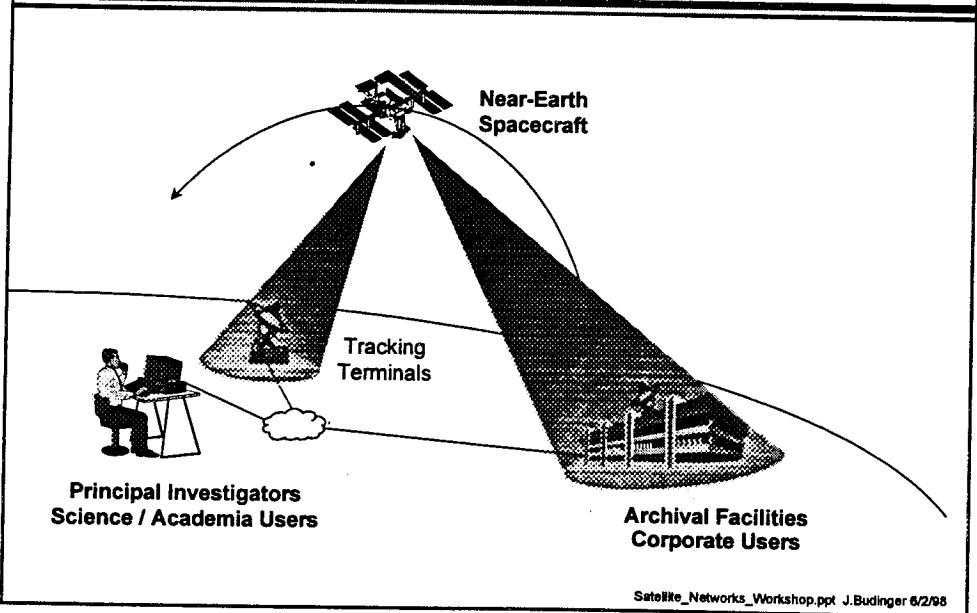 Near-Earth
Spacecraft
Tracking
Terminals
Principal Investigators
Science / Academia Users
Archival Facilities
Corporate Users
Satellite_Networks_Workshop.ppt J.Budinger 6/2/98